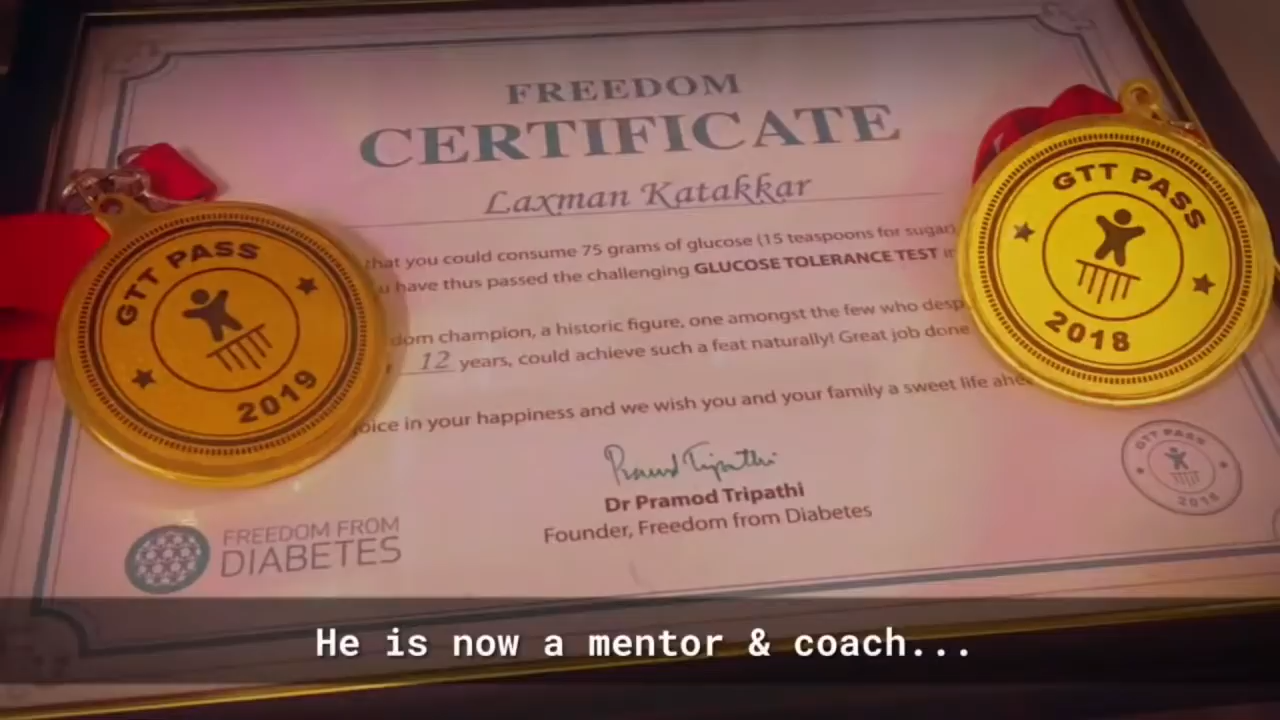 FREEDOM
CERTIFICATE
Laxman Katakkar
that you could consume 75 grams of glucose (15 teaspoons for sugar)
have thus passed the challenging GLUCOSE TOLERANCE TEST
champion, a historic figure, one amongst the few who
12 years, could achieve such a feat naturally! Great job done
in your happiness and we wish you and your family a sweet life
Pramod Tripathi
Dr Pramod Tripathi
Founder, Freedom from Diabetes
FREEDOM FROM
DIABETES
GTT PASS
2019
GTT PASS
2018
GTT PASS
2018
He is now a mentor & coach...